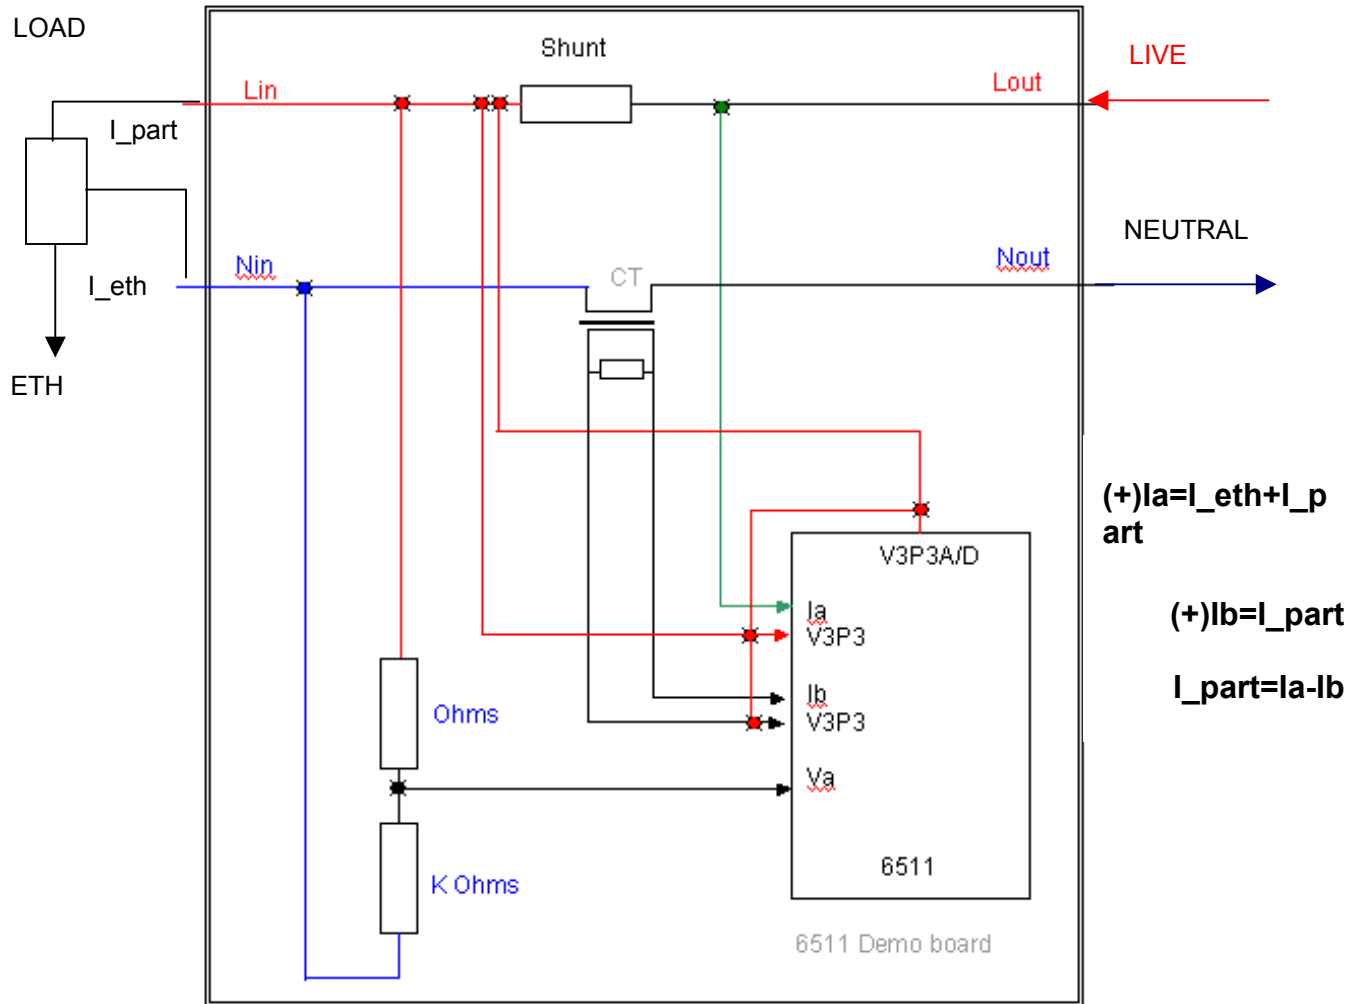 LOAD
Shunt
LIVE
Lin
Lout
I_part
NEUTRAL
Nin
Nout
CT
I_eth
ETH
(+)Ia=I_eth+I_p
art
V3P3A/D
Ia
V3P3
(+)Ib=I_part
I_part=Ia-Ib
Ib
V3P3
Ohms
Va
6511
K Ohms
6511 Demo board